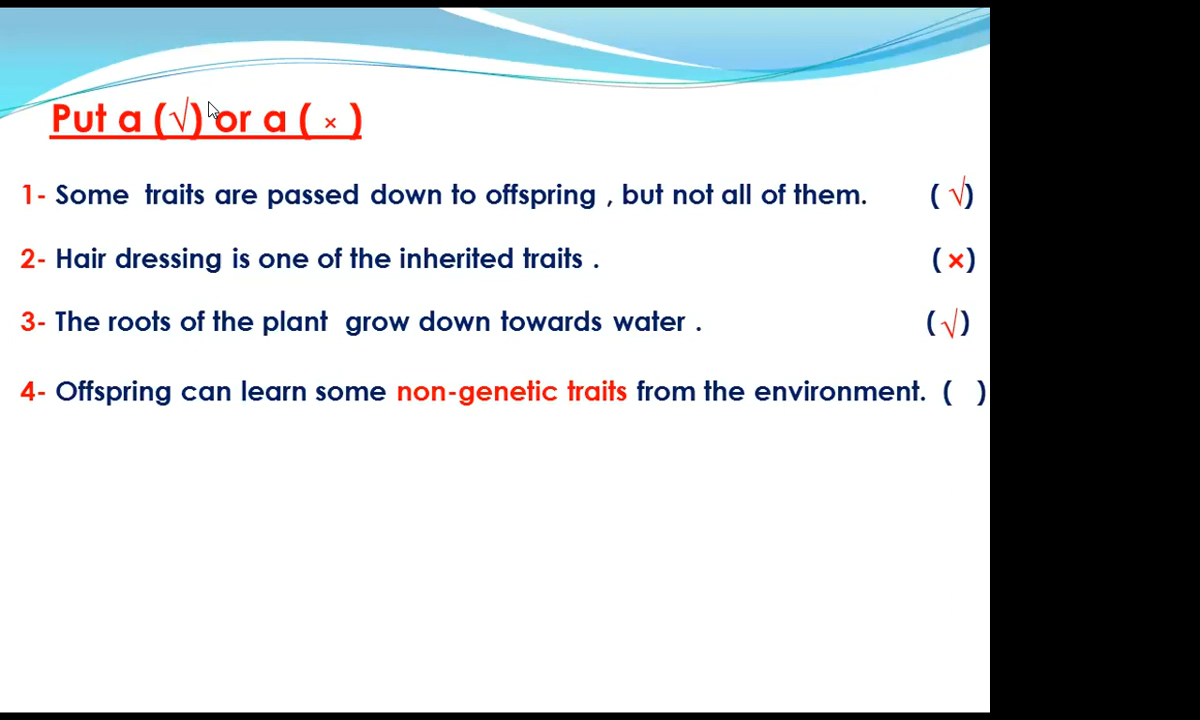 Put a (√) or a ( × )
1- Some traits are passed down to offspring , but not all of them. ( √)
2- Hair dressing is one of the inherited traits . ( ×)
3- The roots of the plant grow down towards water . ( √)
4- Offspring can learn some non-genetic traits from the environment. ( )